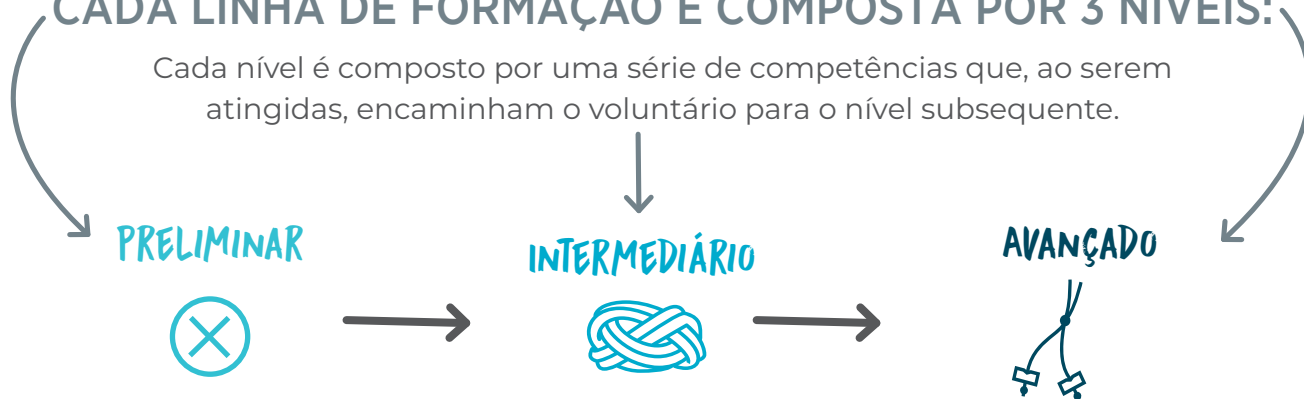 CADA LINHA DE FORMAÇÃO É COMPOSTA POR 3 NÍVEIS:
Cada nível é composto por uma série de competências que, ao serem
atingidas, encaminham o voluntário para o nível subsequente.
PRELIMINAR
INTERMEDIÁRIO
AVANÇADO